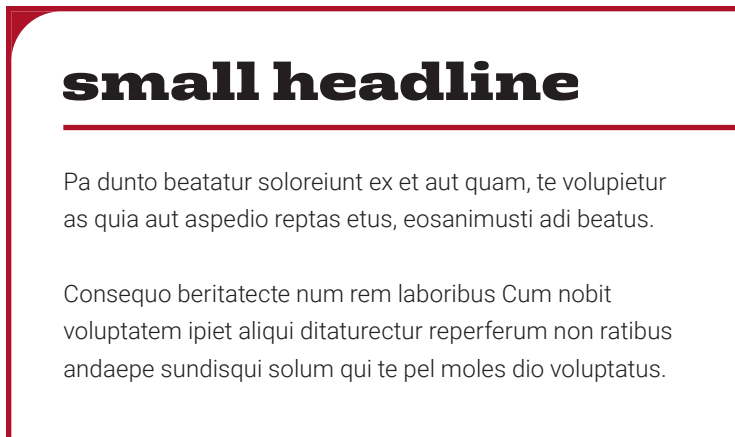 small headline
Pa dunto beatatur soloreiunt ex et aut quam, te volupietur
as quia aut aspedio reptas etus, eosanimusti adi beatus.
Consequo beritatecte num rem laboribus Cum nobit
voluptatem ipiet aliqui ditaturectur reperferum non ratibus
andaepe sundisqui solum qui te pel moles dio voluptatus.